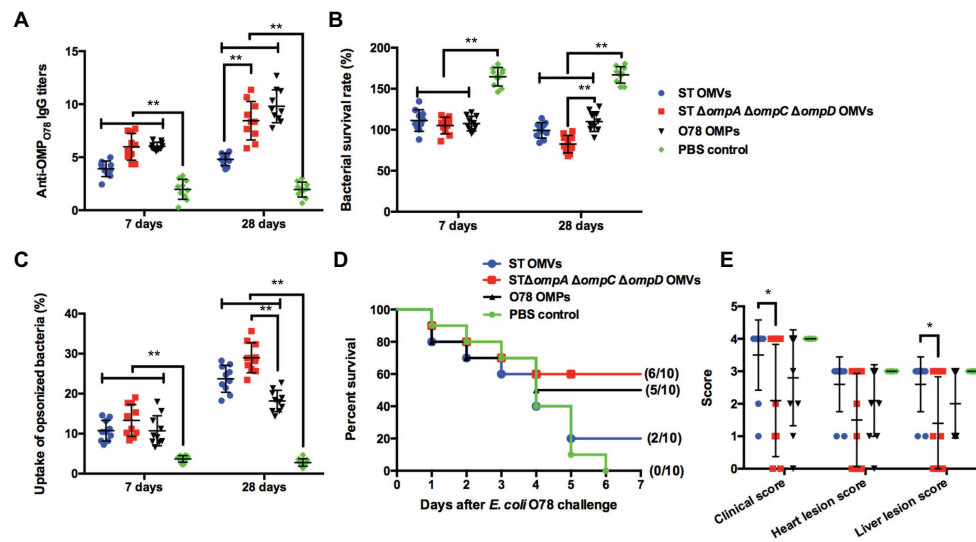 A
Anti-OMP O78 IgG titers
15
10
5
0
**
**
**
7 days
28 days
B
Bacterial survival rate (%)
200
150
100
50
0
**
**
**
7 days
28 days
ST OMVs
ST ΔompA ΔompC ΔompD OMVs
O78 OMPs
PBS control
C
Uptake of opsonized bacteria (%)
40
30
20
10
0
**
**
**
7 days
28 days
D
ST OMVs
STΔompA ΔompC ΔompD OMVs
O78 OMPs
PBS control
Percent survival
100
80
60
40
20
0
(6/10)
(5/10)
(2/10)
(0/10)
0 1 2 3 4 5 6 7
Days after E. coli O78 challenge
E
Score
5
4
3
2
1
0
*
*
Clinical score
Heart lesion score
Liver lesion score